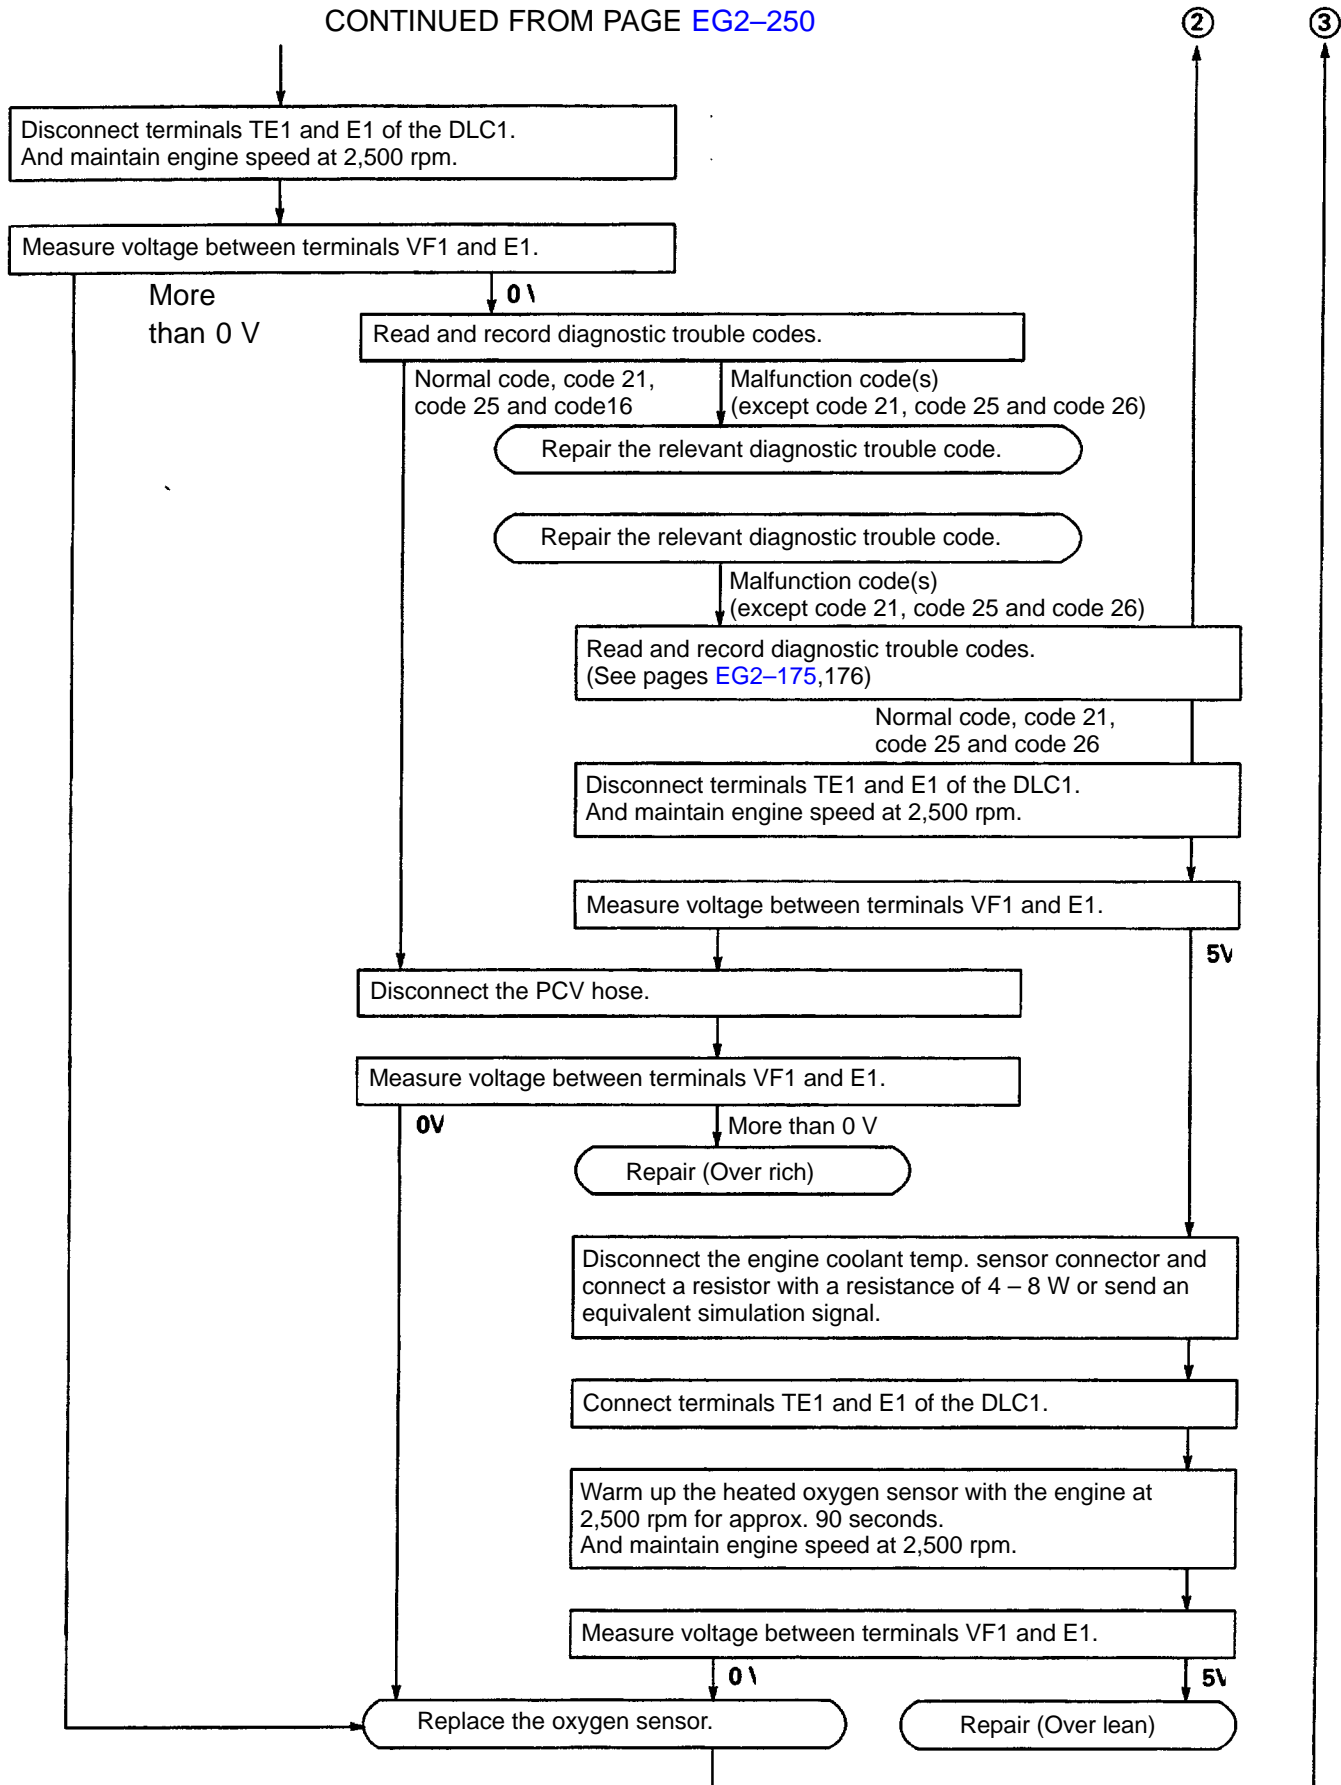 CONTINUED FROM PAGE EG2–250
②
③
Disconnect terminals TE1 and E1 of the DLC1.
And maintain engine speed at 2,500 rpm.
Measure voltage between terminals VF1 and E1.
More
than 0 V
0 \
Read and record diagnostic trouble codes.
Normal code, code 21,
code 25 and code16
Malfunction code(s)
(except code 21, code 25 and code 26)
Repair the relevant diagnostic trouble code.
Repair the relevant diagnostic trouble code.
Malfunction code(s)
(except code 21, code 25 and code 26)
Read and record diagnostic trouble codes.
(See pages EG2–175,176)
Normal code, code 21,
code 25 and code 26
Disconnect terminals TE1 and E1 of the DLC1.
And maintain engine speed at 2,500 rpm.
Measure voltage between terminals VF1 and E1.
5V
Disconnect the PCV hose.
Measure voltage between terminals VF1 and E1.
0V
More than 0 V
Repair (Over rich)
Disconnect the engine coolant temp. sensor connector and
connect a resistor with a resistance of 4 – 8 W or send an
equivalent simulation signal.
Connect terminals TE1 and E1 of the DLC1.
Warm up the heated oxygen sensor with the engine at
2,500 rpm for approx. 90 seconds.
And maintain engine speed at 2,500 rpm.
Measure voltage between terminals VF1 and E1.
0 \
5V
Replace the oxygen sensor.
Repair (Over lean)